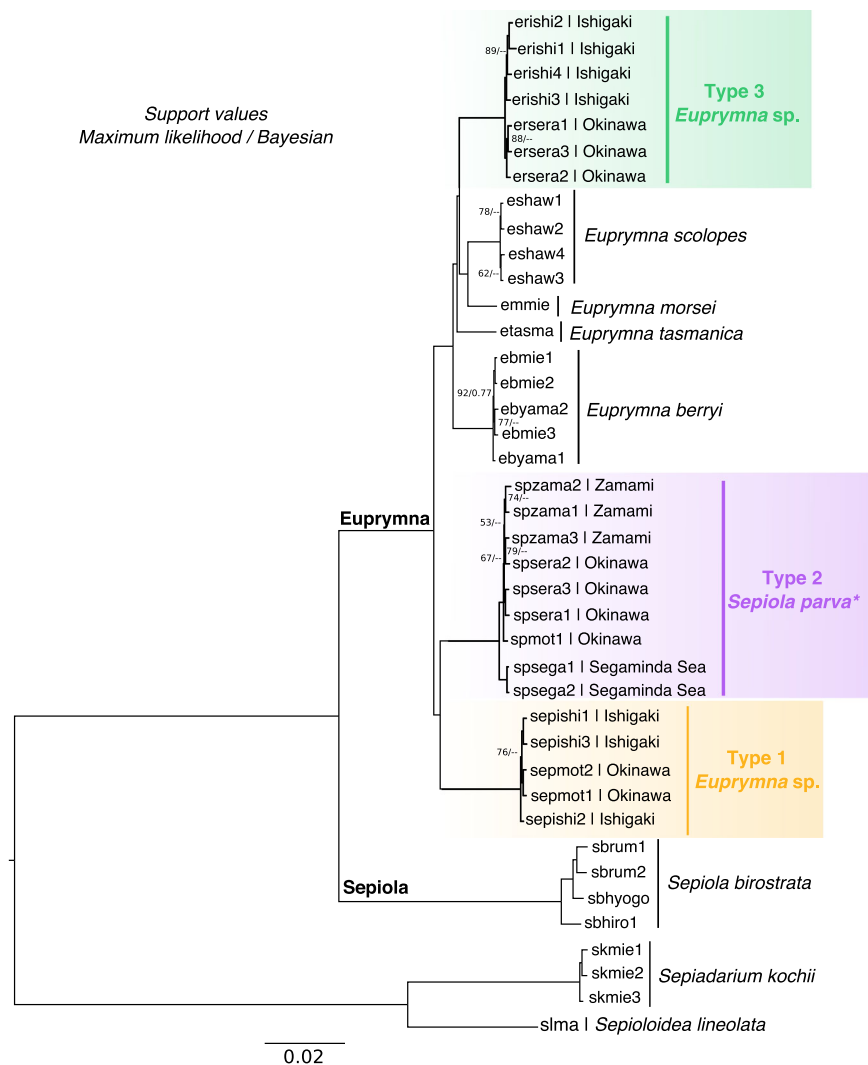 erishi2 | Ishigaki
erishi1 | Ishigaki
89/--
erishi4 | Ishigaki
erishi3 | Ishigaki
ersera1 | Okinawa
88/--
ersera3 | Okinawa
ersera2 | Okinawa
Type 3
Euprymna sp.
Support values
Maximum likelihood / Bayesian
eshaw1
78/--
eshaw2
eshaw4
62/--
eshaw3
Euprymna scolopes
emmie
Euprymna morsei
etasma
Euprymna tasmanica
ebmie1
ebmie2
92/0.77
ebyama2
77/--
ebmie3
ebyama1
Euprymna berryi
spzama2 | Zamami
74/--
spzama1 | Zamami
53/--
spzama3 | Zamami
79/--
67/--
spsera2 | Okinawa
spsera3 | Okinawa
spsera1 | Okinawa
spmot1 | Okinawa
spsega1 | Segaminda Sea
spsega2 | Segaminda Sea
Type 2
Sepiola parva*
Euprymna
sepishi1 | Ishigaki
sepishi3 | Ishigaki
76/--
sepmot2 | Okinawa
sepmot1 | Okinawa
sepishi2 | Ishigaki
Type 1
Euprymna sp.
sbrum1
sbrum2
sbhyogo
sbhiro1
Sepiola birostrata
Sepiola
skmie1
skmie2
skmie3
Sepiadarium kochii
slma | Sepioloidea lineolata
0.02